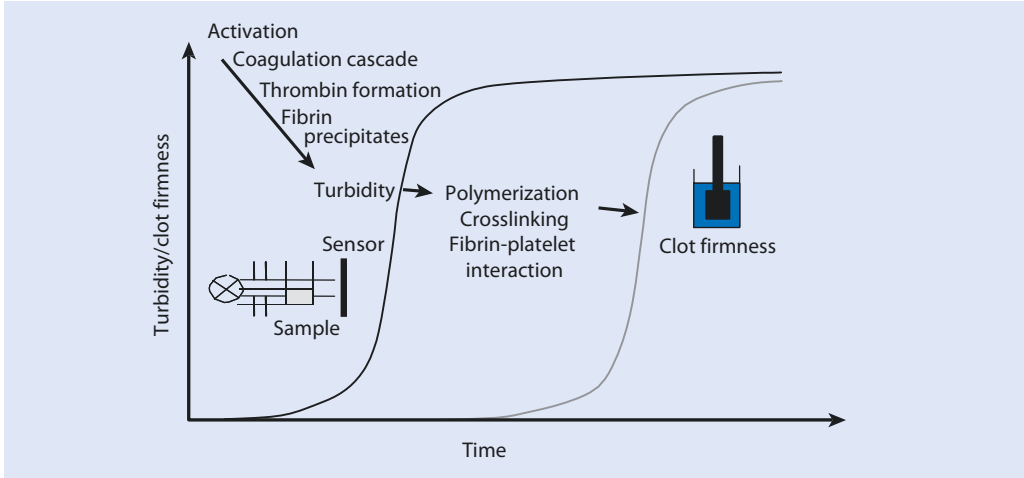 Activation
Coagulation cascade
Thrombin formation
Fibrin
precipitates
Turbidity
Polymerization
Crosslinking
Fibrin-platelet
interaction
Clot firmness
Sensor
Sample
Turbidity/clot firmness
Time